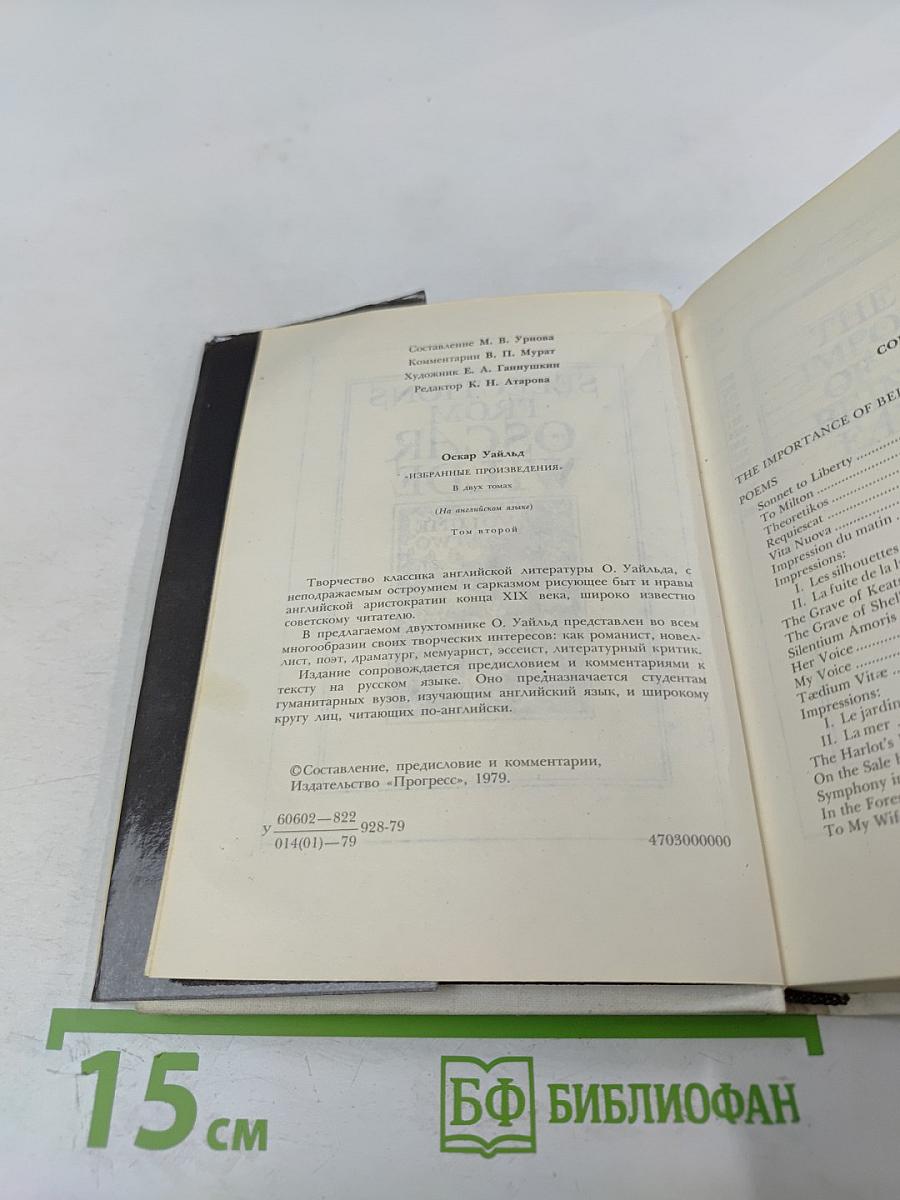 Составление М. В. Урнова
Комментарии В. П. Мурат
Художник Е. А. Ганнушкин
Редактор К. Н. Атарова
Оскар Уайльд
«ИЗБРАННЫЕ ПРОИЗВЕДЕНИЯ»
В двух томах
(На английском языке)
Том второй
Творчество классика английской литературы О. Уайльда, с
неподражаемым остроумием и сарказмом рисующее быт и нравы
английской аристократии конца XIX века, широко известно
советскому читателю.
В предлагаемом двухтомнике О. Уайльд представлен во всем
многообразии своих творческих интересов: как романист, новел-
лист, поэт, драматург, мемуарист, эссеист, литературный критик.
Издание сопровождается предисловием и комментариями к
тексту на русском языке. Оно предназначается студентам
гуманитарных вузов, изучающим английский язык, и широкому
кругу лиц, читающих по-английски.
©Составление, предисловие и комментарии,
Издательство «Прогресс», 1979.
У 60602—822 928-79
014(01)—79
4703000000
THE IMPORTANCE OF
POEMS
Sonnet to Liberty
To Milton
Theoretikos
Requiescat
Vita Nuova
Impression du matin
Impressions:
I. Les silhouettes
II. La fuite de la
The Grave of
The Grave of
Silentium Amoris
Her Voice
My Voice
Tædium Vitæ
Impressions:
I. Le jardin
II. La mer
The Harlot's
On the Sale
Symphony in
In the
To My
15 см
БФ БИБЛИОФАН